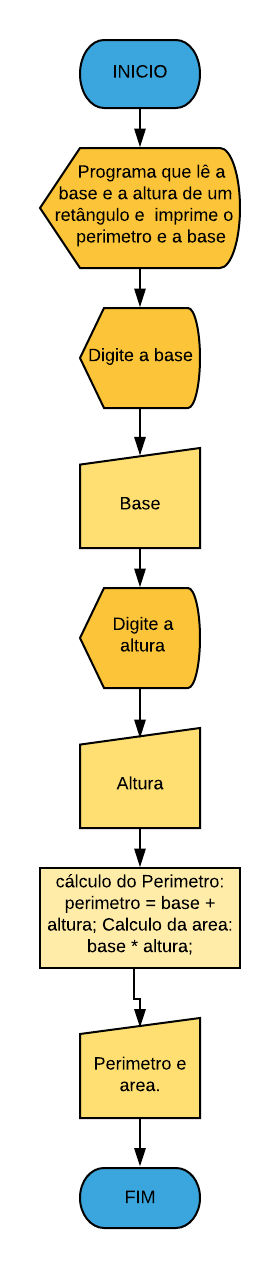 INICIO
Programa que lê a
base e a altura de um
retângulo e  imprime o
perimetro e a base
Digite a base
Base
Digite a
altura
Altura
cálculo do Perimetro:
perimetro = base +
altura; Calculo da area:
base * altura;
Perimetro e
area.
FIM